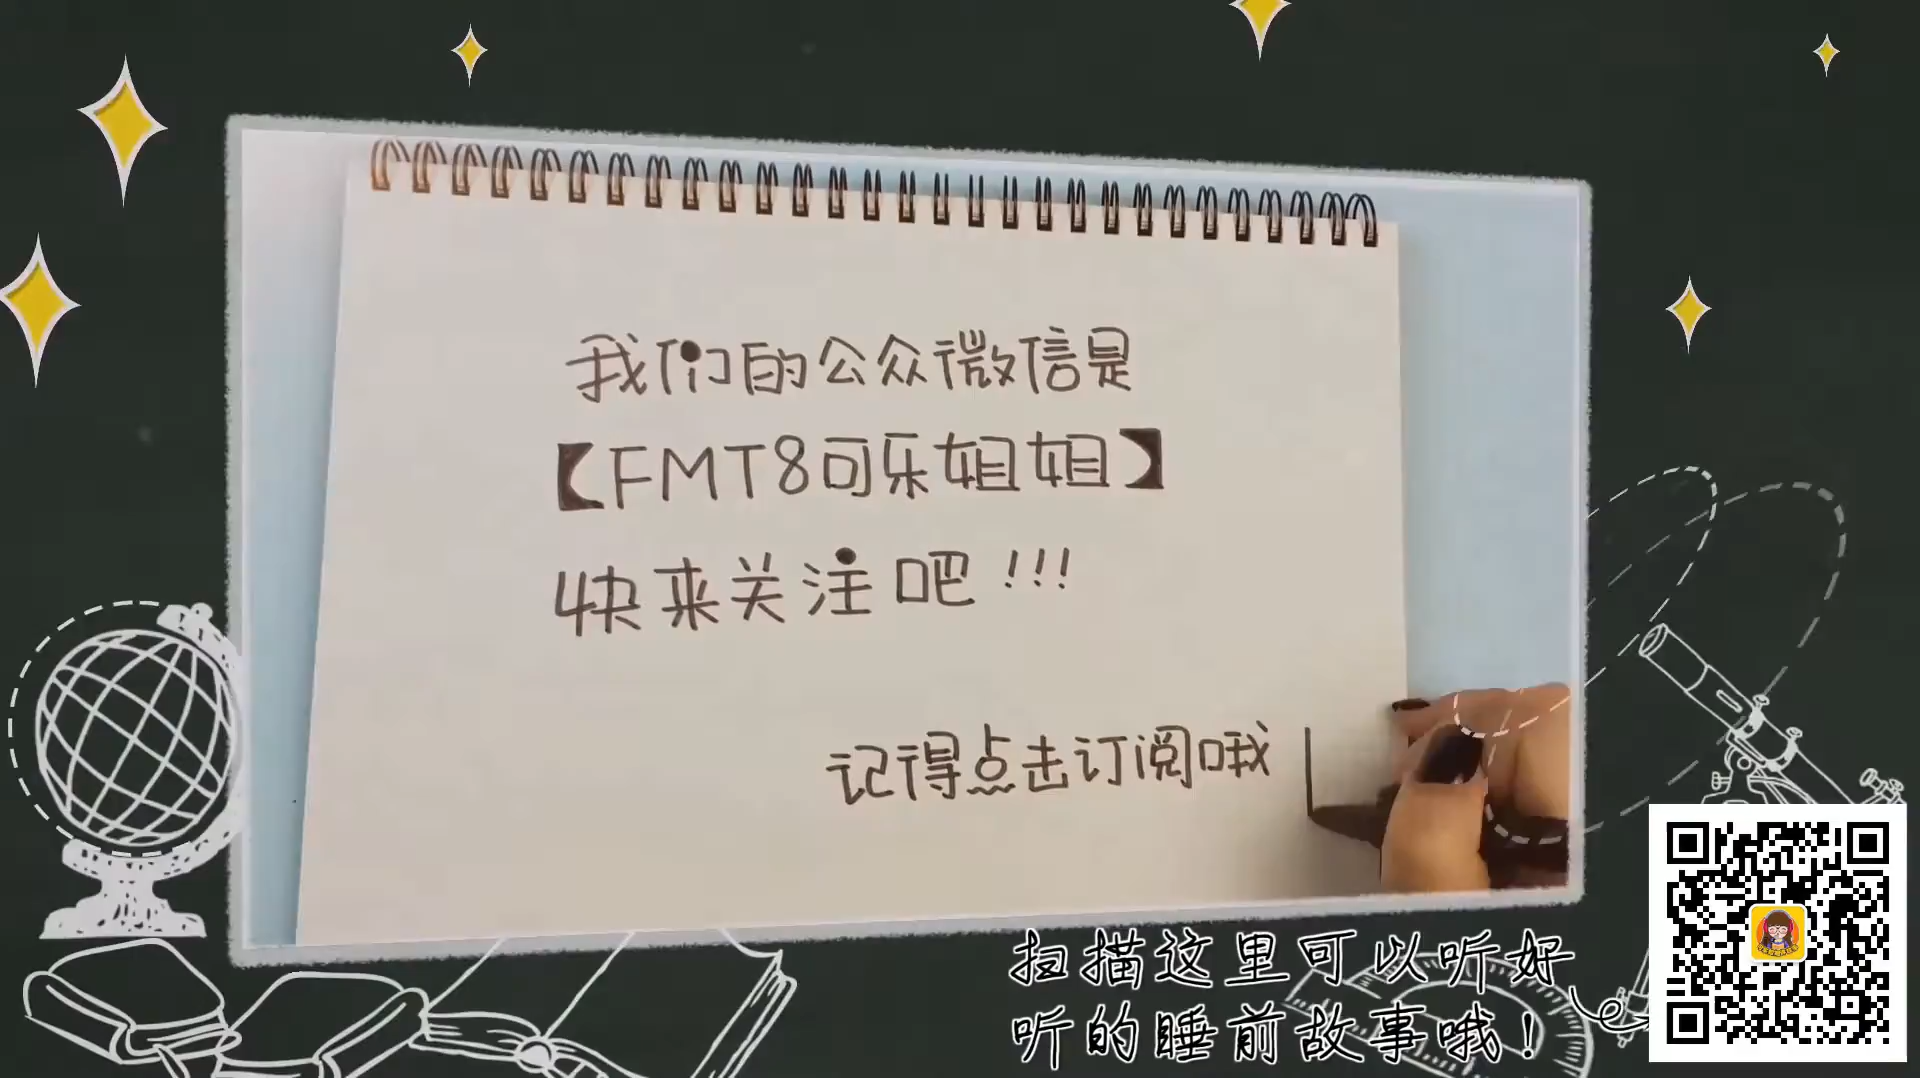 我们的公众微信是
【FMT8可乐姐姐】
快来关注吧!!!
记得点击订阅哦
扫描这里可以听好
听的睡前故事哦!